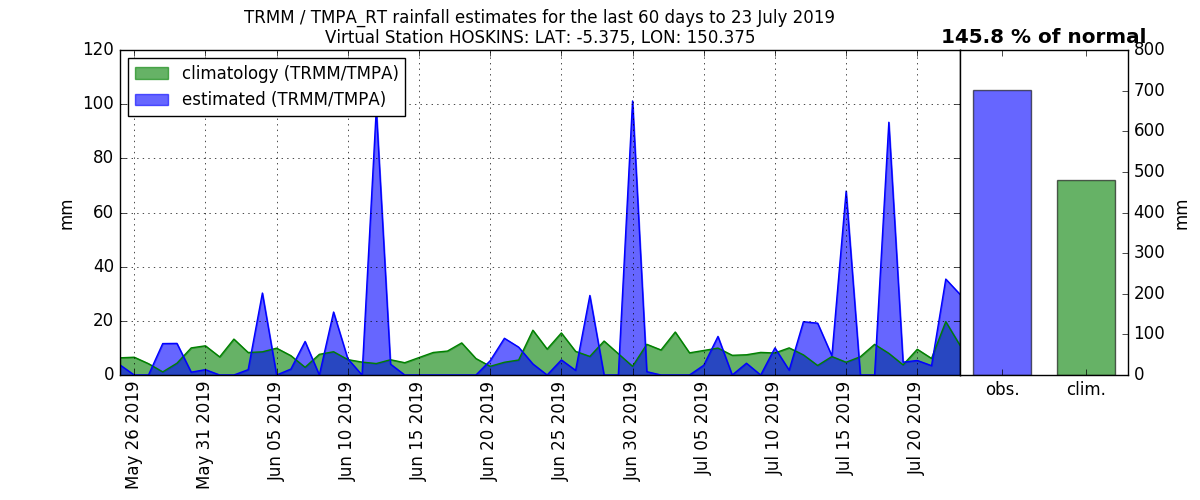 TRMM / TMPA_RT rainfall estimates for the last 60 days to 23 July 2019
Virtual Station HOSKINS: LAT: -5.375, LON: 150.375
145.8 % of normal
climatology (TRMM/TMPA)
estimated (TRMM/TMPA)
120
100
80
60
40
20
0
mm
May 26 2019
May 31 2019
Jun 05 2019
Jun 10 2019
Jun 15 2019
Jun 20 2019
Jun 25 2019
Jun 30 2019
Jul 05 2019
Jul 10 2019
Jul 15 2019
Jul 20 2019
800
700
600
500
400
300
200
100
0
mm
obs.
clim.